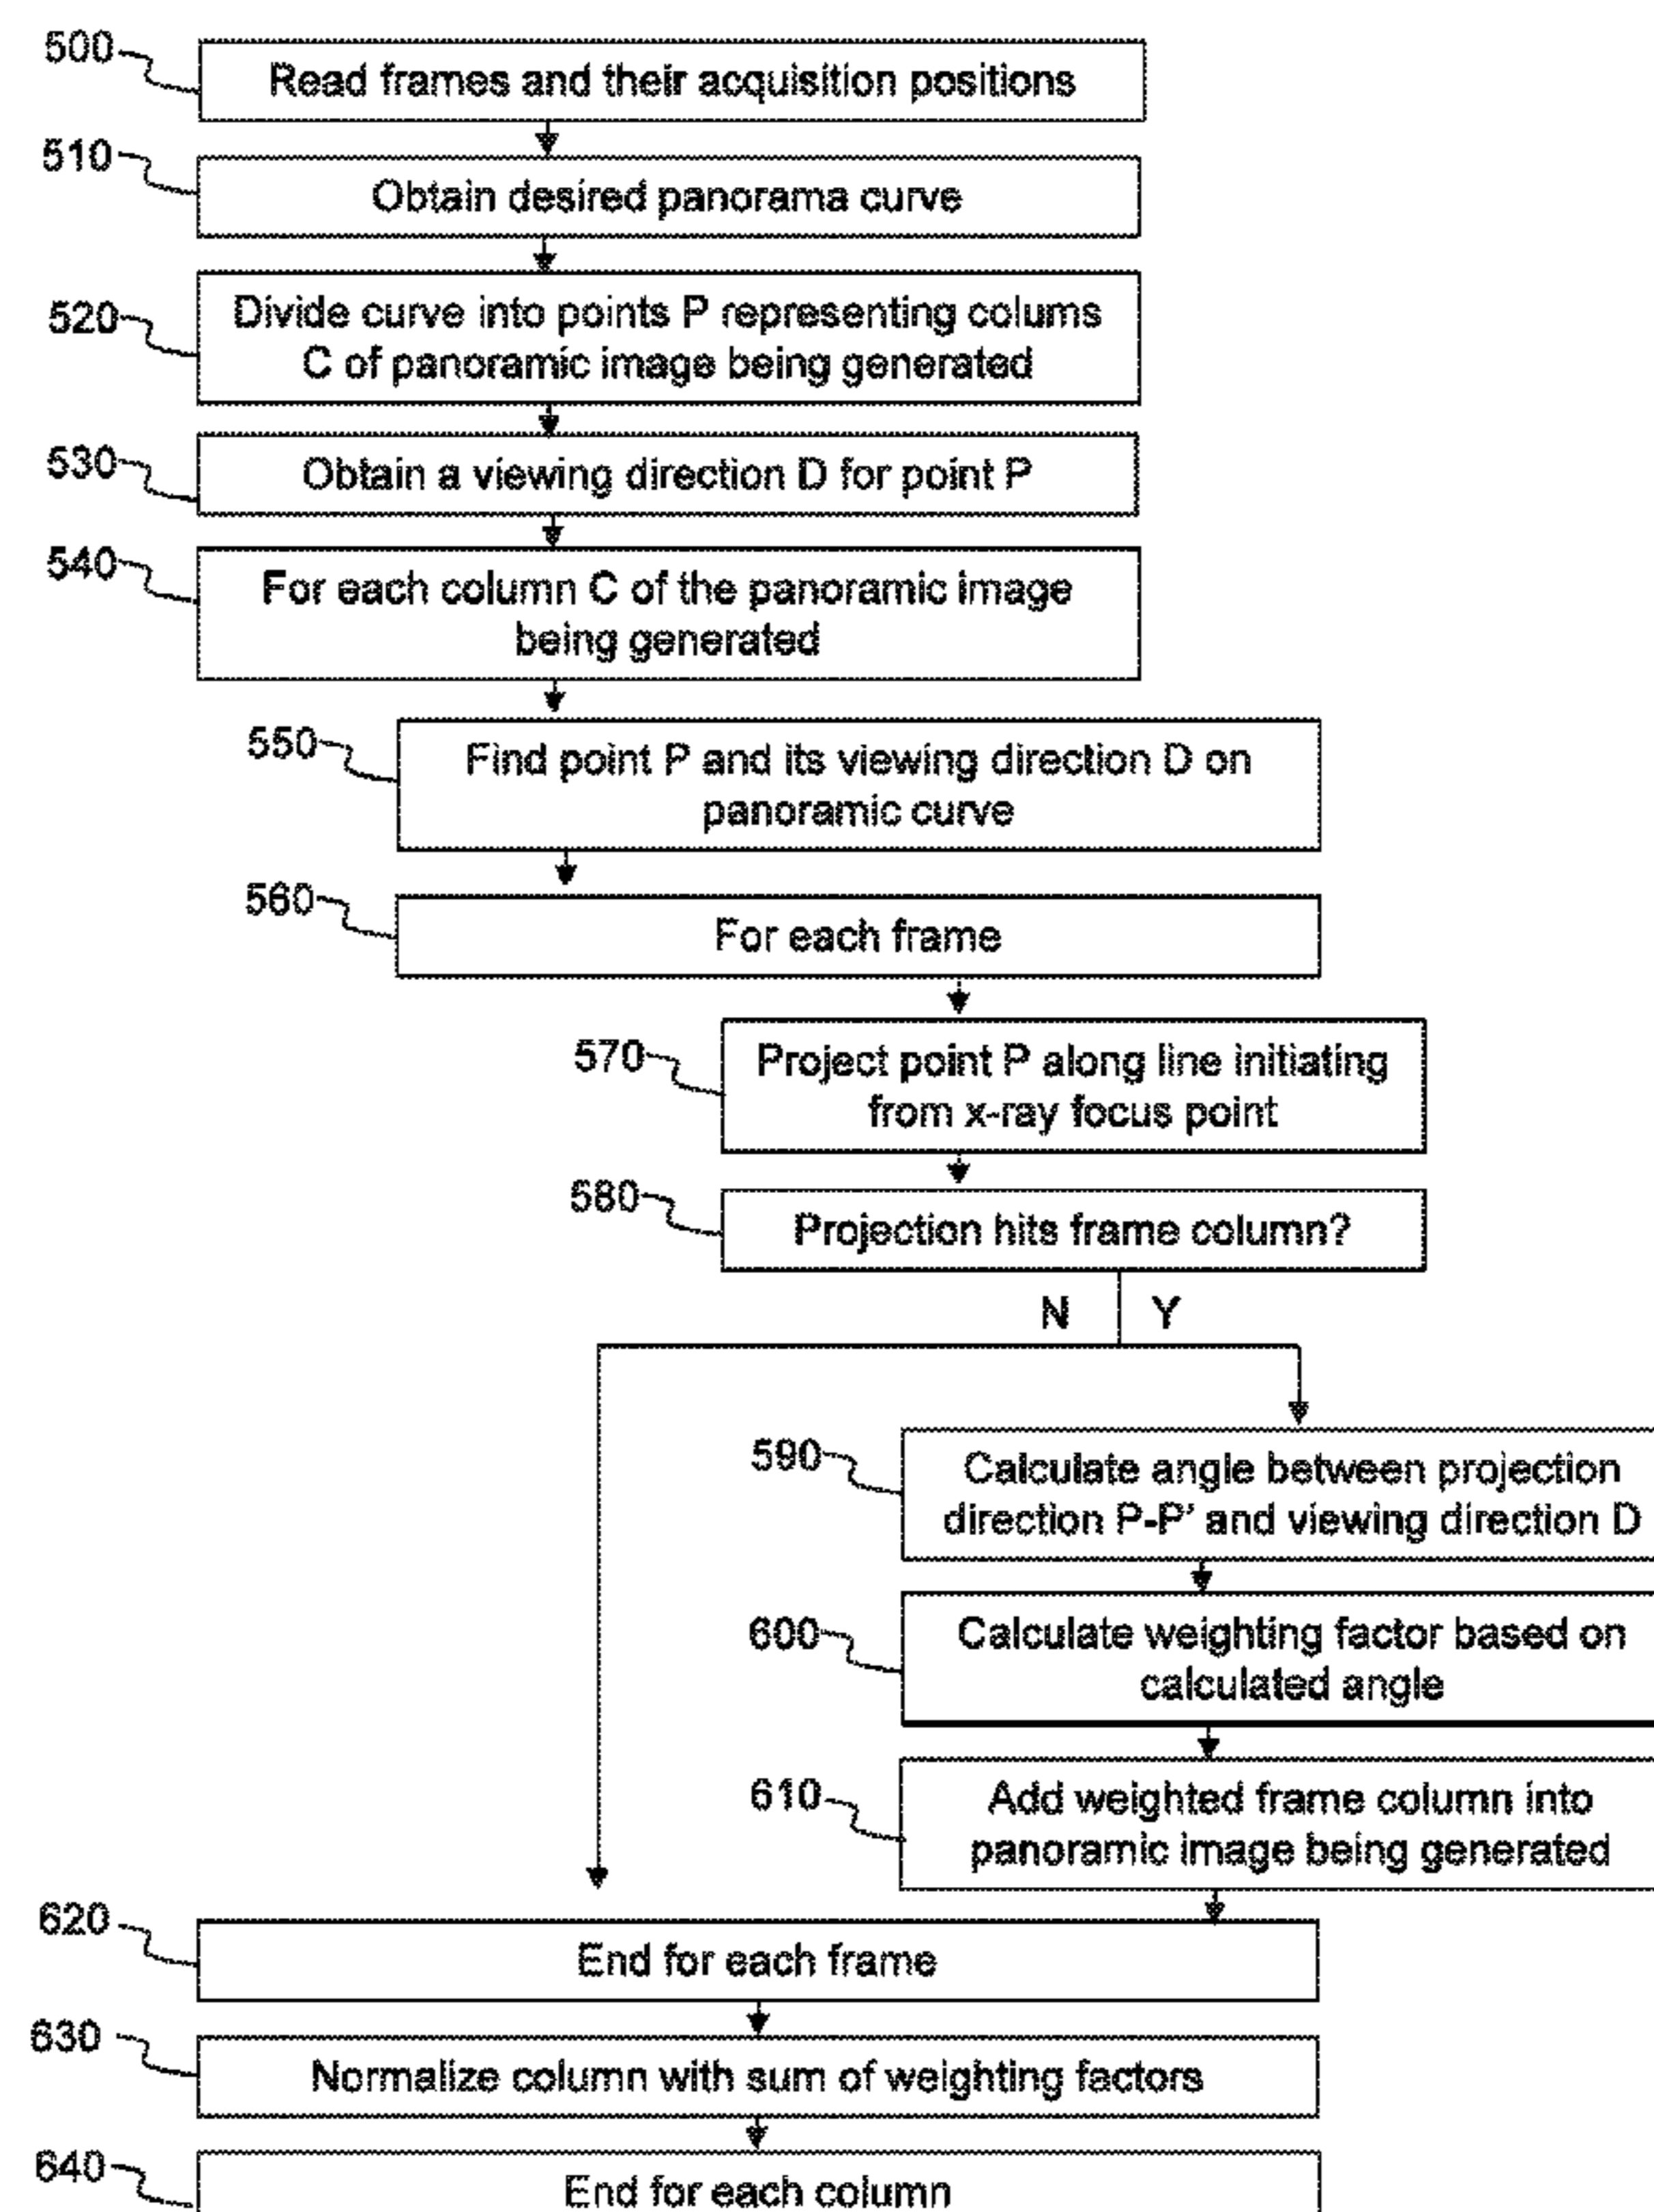 500
Read frames and their acquisition positions
510
Obtain desired panorama curve
520
Divide curve into points P representing colums
C of panoramic image being generated
530
Obtain a viewing direction D for point P
540
For each column C of the panoramic image
being generated
550
Find point P and its viewing direction D on
panoramic curve
560
For each frame
570
Project point P along line initiating
from x-ray focus point
580
Projection hits frame column?
N Y
590
Calculate angle between projection
direction P-P' and viewing direction D
600
Calculate weighting factor based on
calculated angle
610
Add weighted frame column into
panoramic image being generated
620
End for each frame
630
Normalize column with sum of weighting factors
640
End for each column